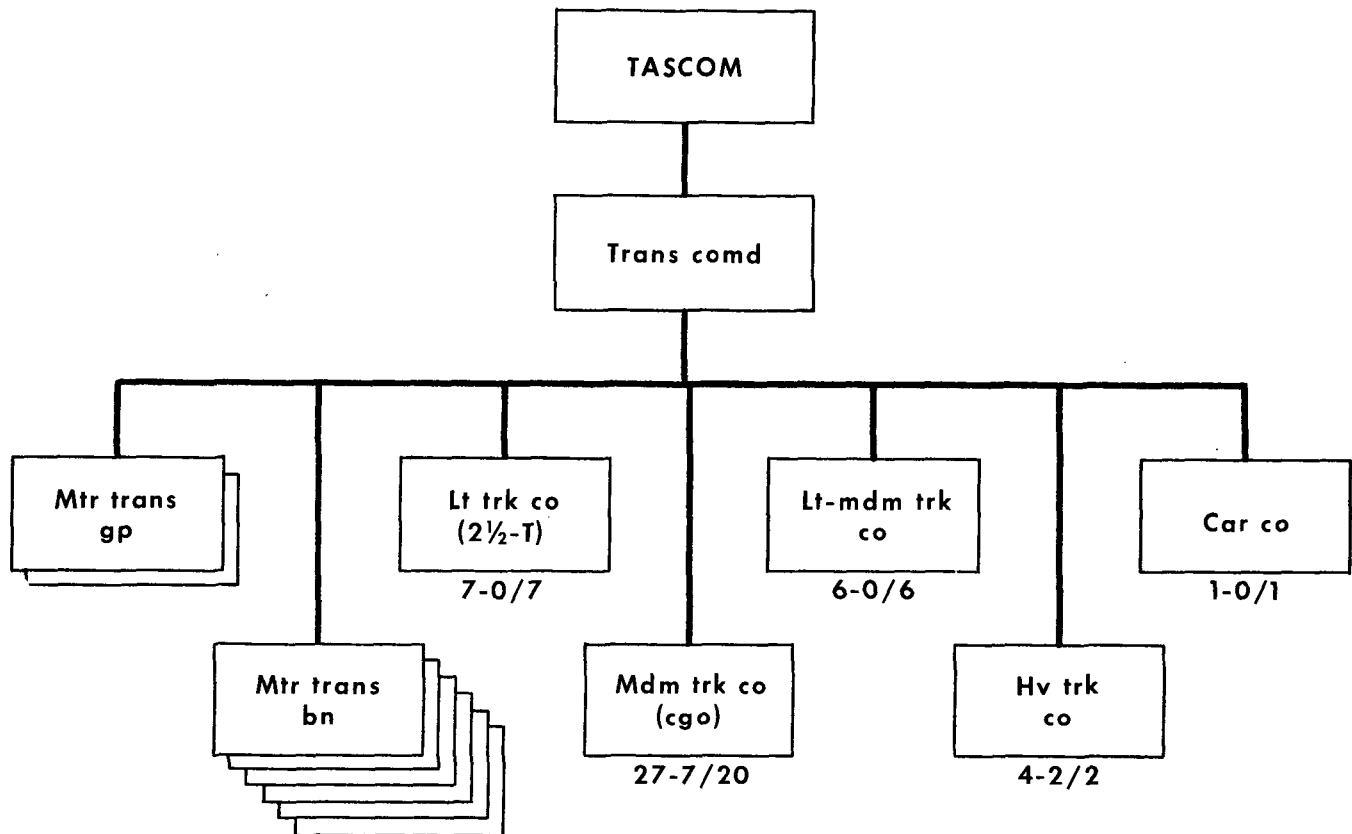 TASCOM
Trans comd
Mtr trans
gp
Lt trk co
(2½-T)
7-0/7
Lt-mdm trk
co
6-0/6
Car co
1-0/1
Mtr trans
bn
Mdm trk co
(cgo)
27-7/20
Hv trk
co
4-2/2